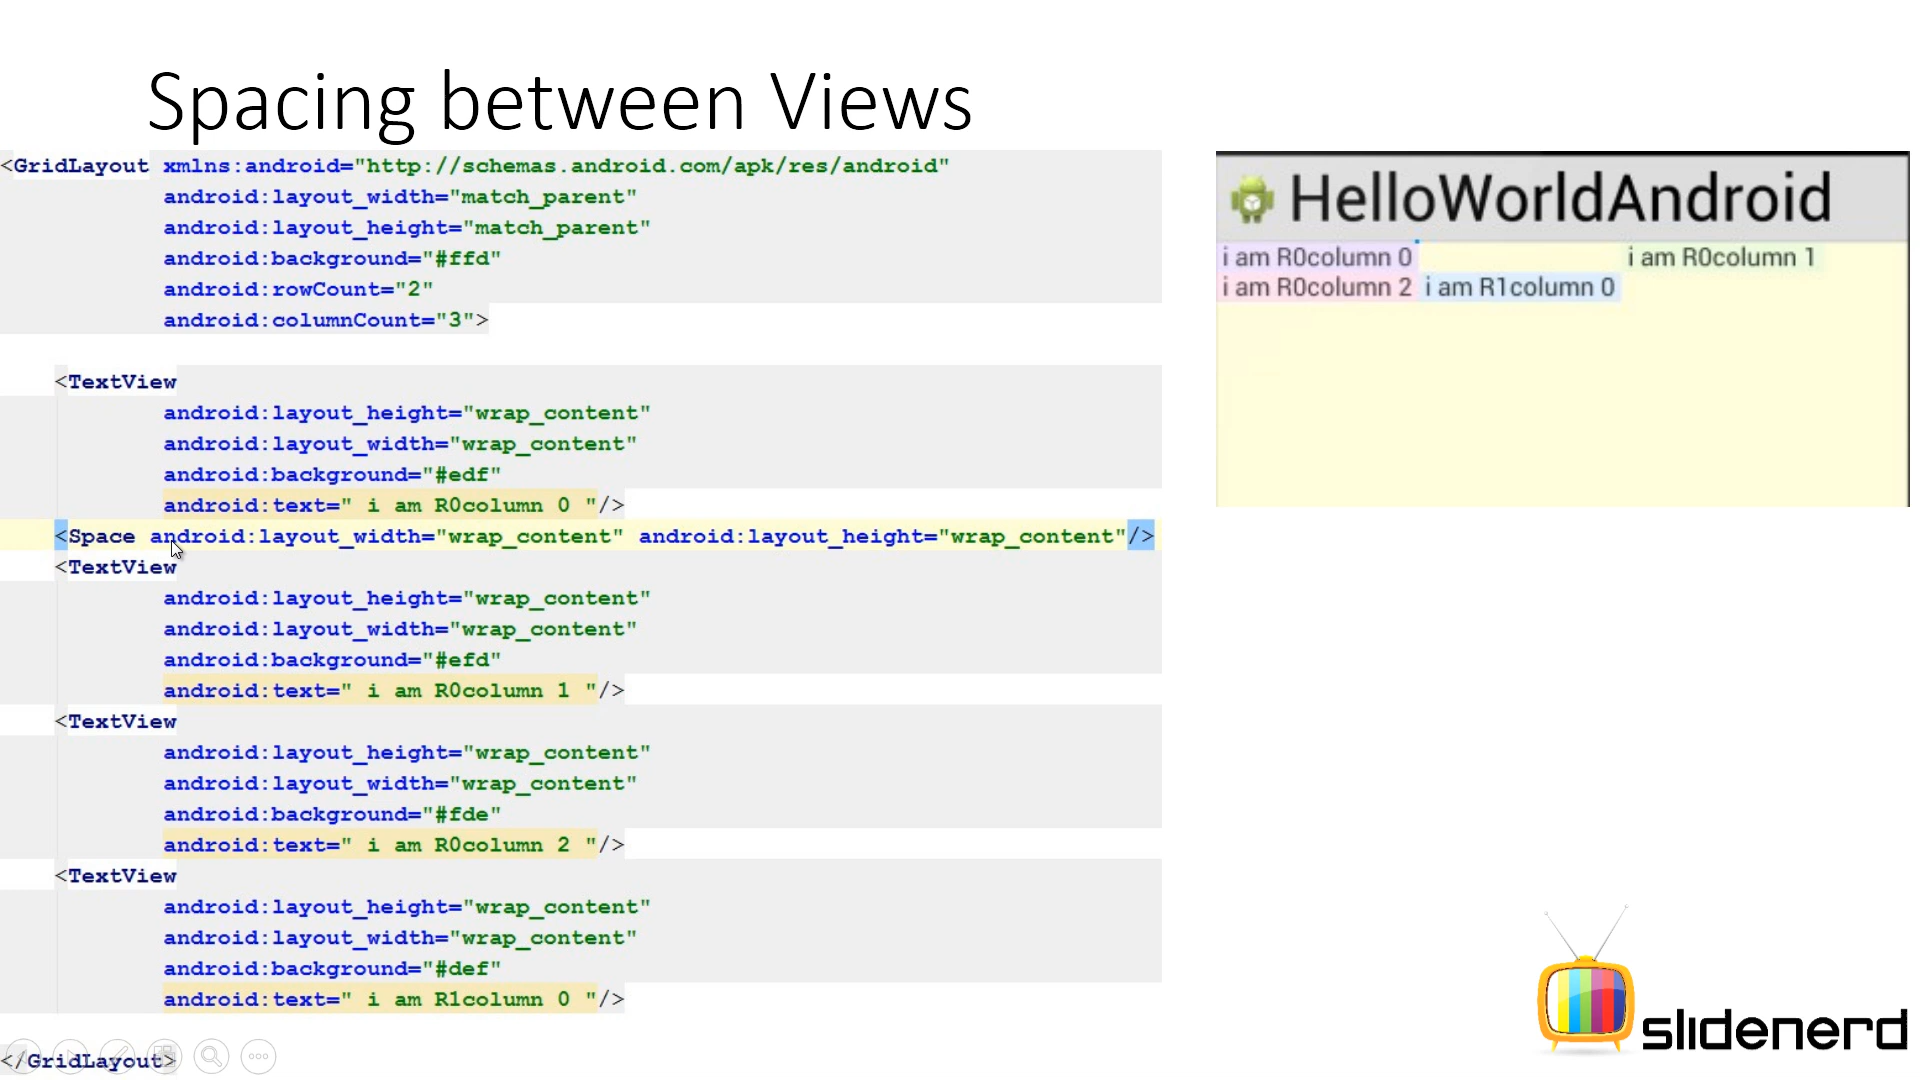 Spacing between Views
<GridLayout xmlns:android="http://schemas.android.com/apk/res/android"
android:layout_width="match_parent"
android:layout_height="match_parent"
android:background="#ffd"
android:rowCount="2"
android:columnCount="3">
<TextView
android:layout_height="wrap_content"
android:layout_width="wrap_content"
android:background="#edf"
android:text=" i am R0column 0 "/>
<Space android:layout_width="wrap_content" android:layout_height="wrap_content"/>
<TextView
android:layout_height="wrap_content"
android:layout_width="wrap_content"
android:background="#efd"
android:text=" i am R0column 1 "/>
<TextView
android:layout_height="wrap_content"
android:layout_width="wrap_content"
android:background="#fde"
android:text=" i am R0column 2 "/>
<TextView
android:layout_height="wrap_content"
android:layout_width="wrap_content"
android:background="#def"
android:text=" i am R1column 0 "/>
</GridLayout>
HelloWorldAndroid
i am R0column 0 i am R0column 1
i am R0column 2 i am R1column 0
slidenerd